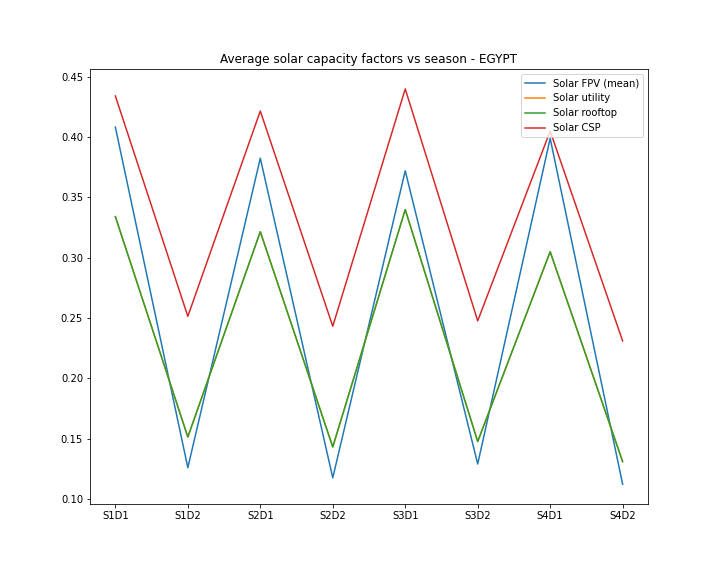 Average solar capacity factors vs season - EGYPT
0.45
0.40
0.35
0.30
0.25
0.20
0.15
0.10
Solar FPV (mean)
Solar utility
Solar rooftop
Solar CSP
S1D1 S1D2 S2D1 S2D2 S3D1 S3D2 S4D1 S4D2